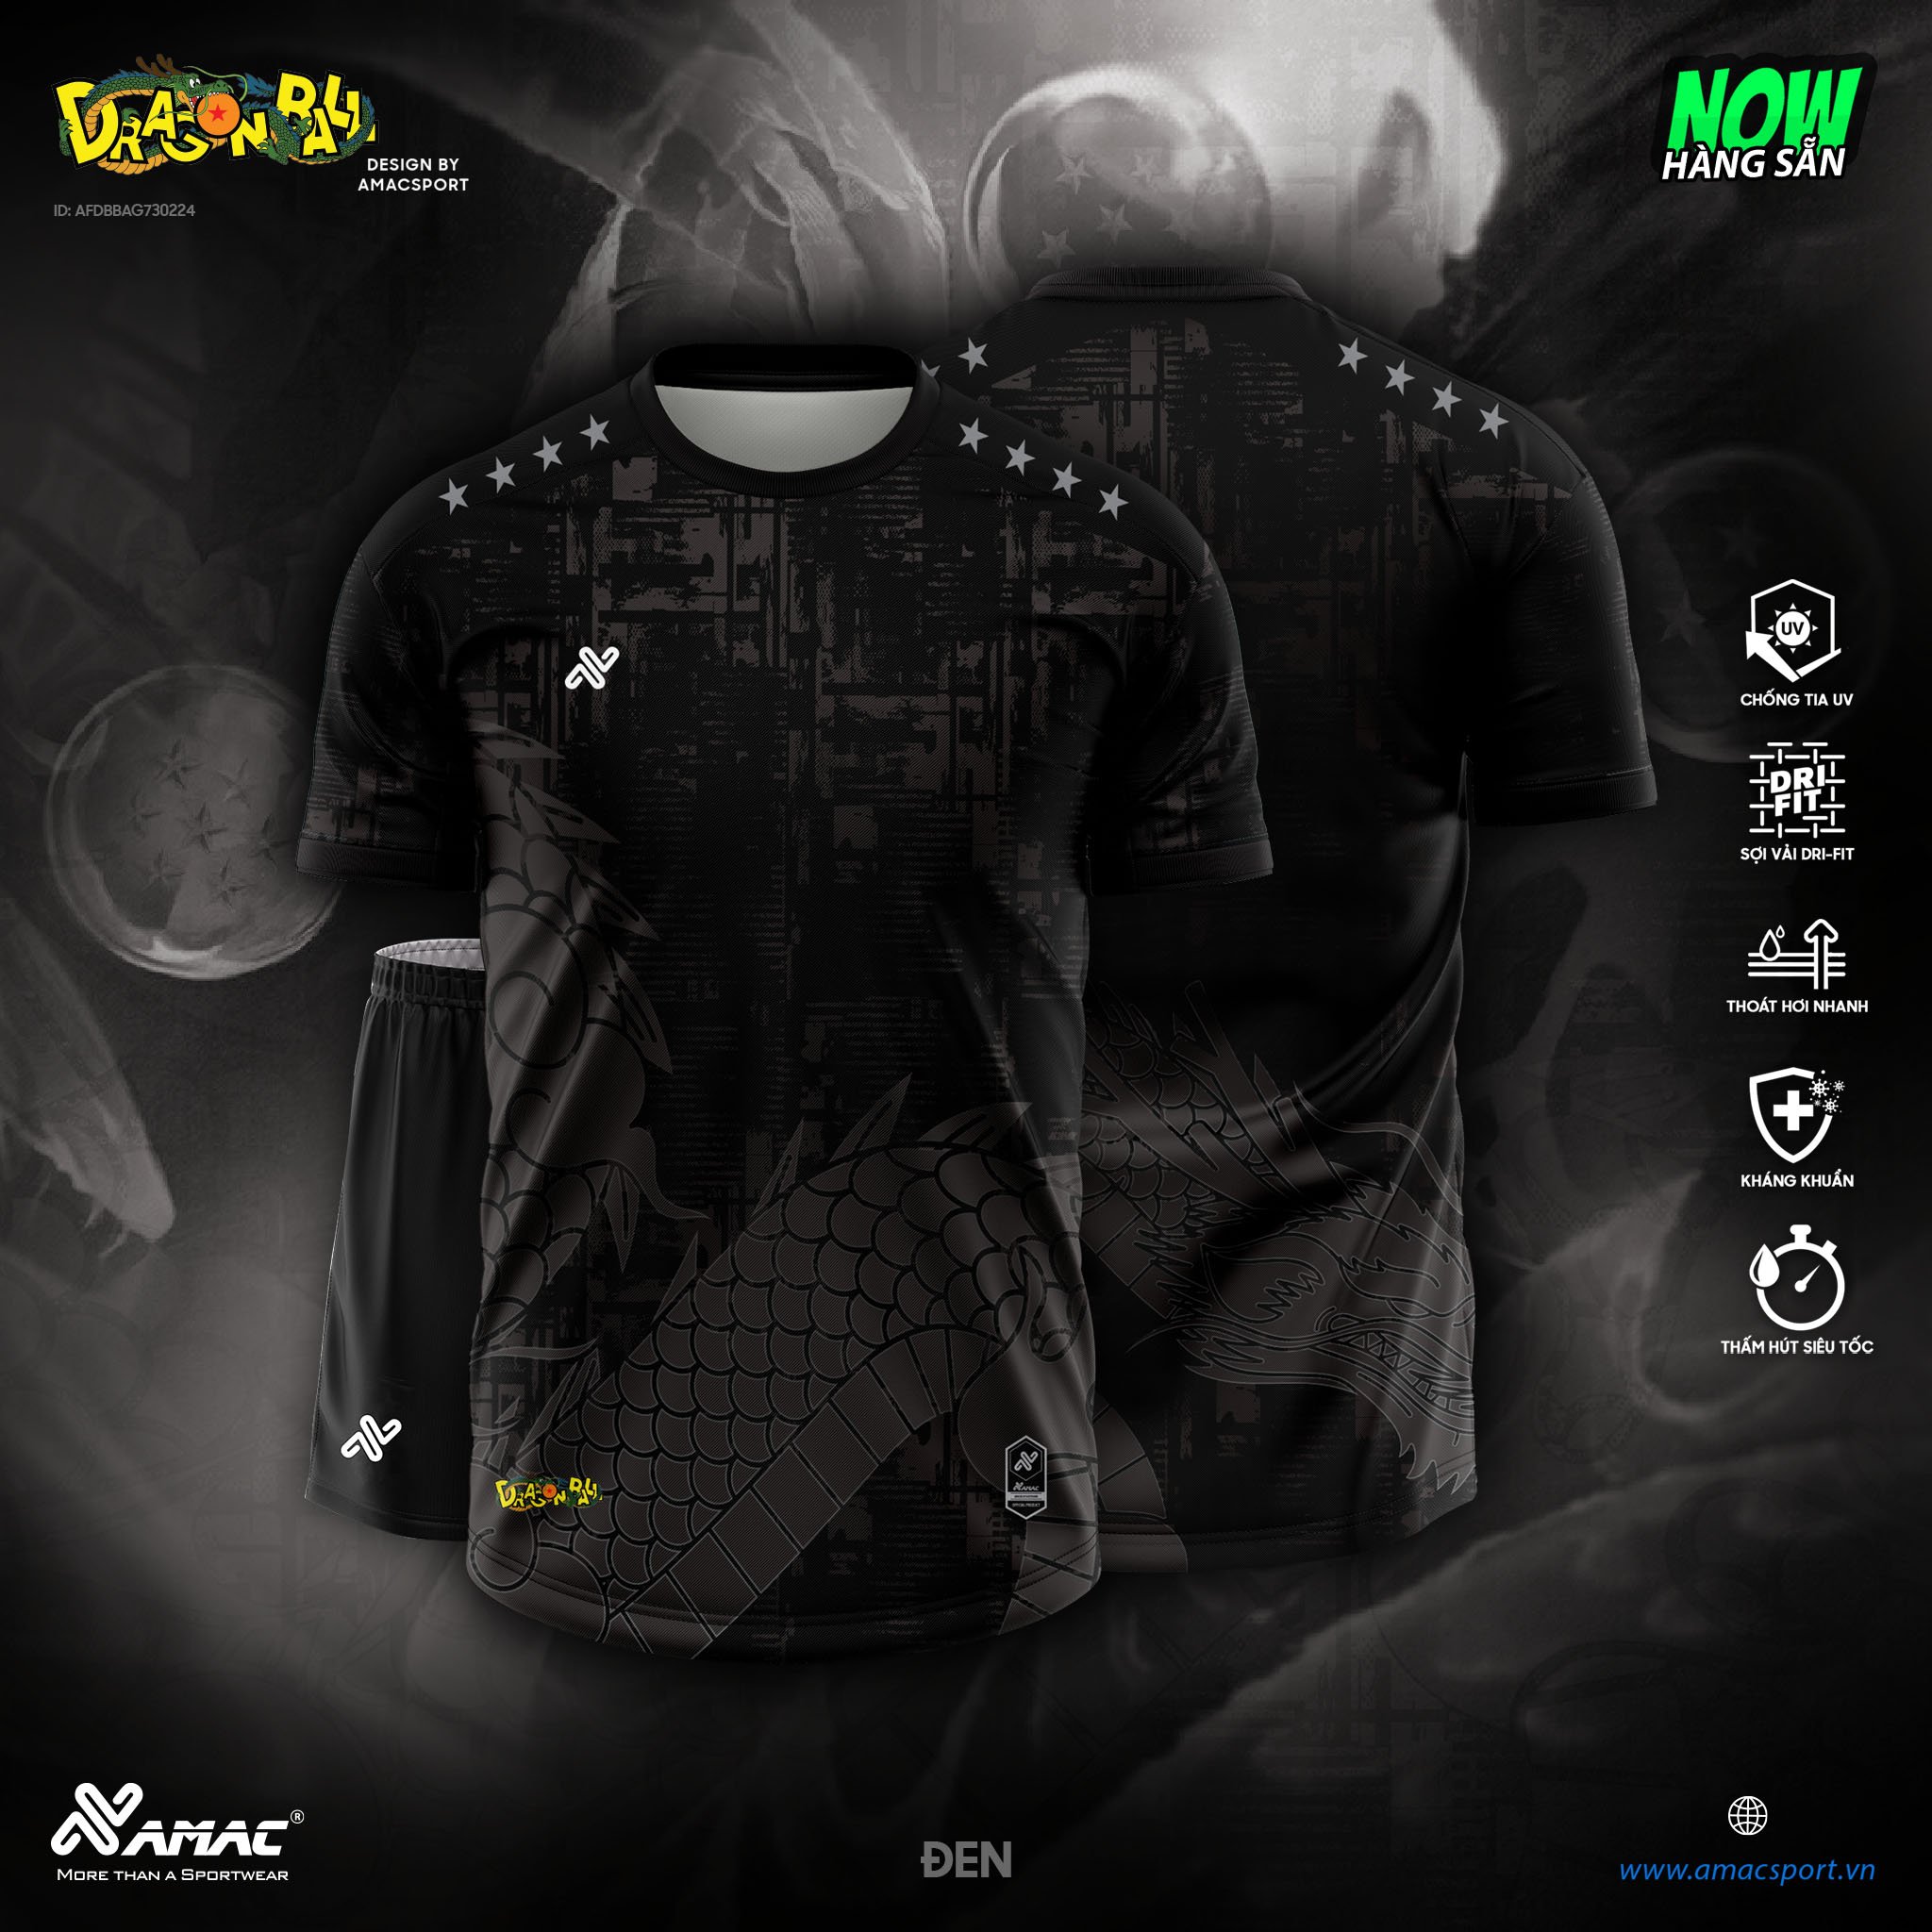 DRAGON BALL
DESIGN BY
AMACSPORT
ID: AFDBBAG730224
NOW
HÀNG SẴN
UV
CHỐNG TIA UV
DRI
FIT
SỢI VẢI DRI-FIT
THOÁT HƠI NHANH
KHÁNG KHUẨN
THẤM HÚT SIÊU TỐC
DRAGON BALL
AMAC
AMAC®
MORE THAN A SPORTWEAR
ĐEN
www.amacsport.vn